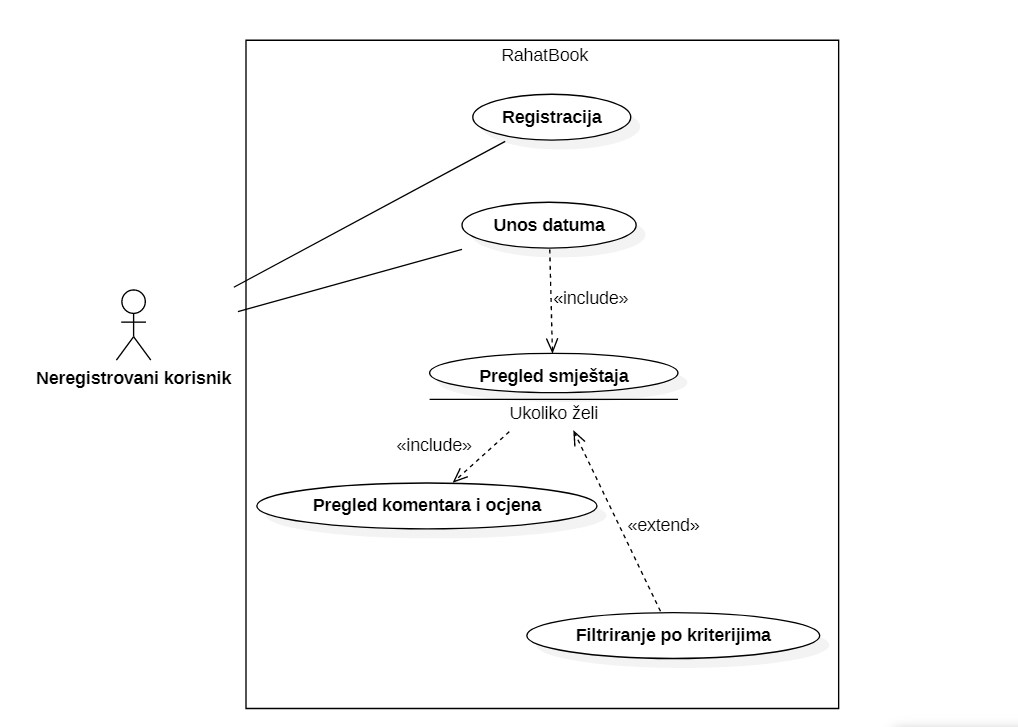 RahatBook
Registracija
Unos datuma
«include»
Neregistrovani korisnik
Pregled smještaja
Ukoliko želi
«include»
Pregled komentara i ocjena
«extend»
Filtriranje po kriterijima